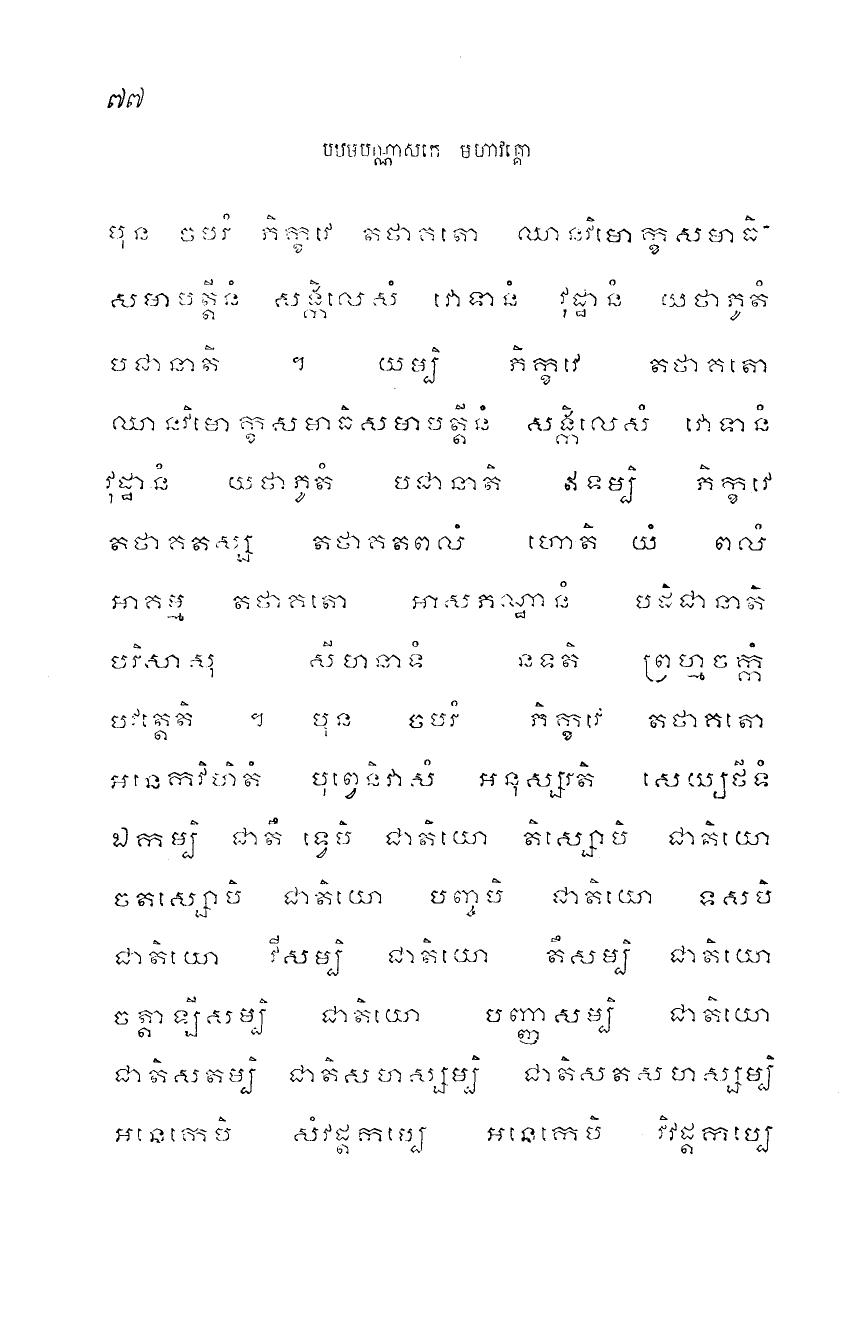 ៧៧
បឋមបណ្ណាសកេ មហាវគ្គោ
បុន ចបរំ ភិក្ខវេ តថាគតោ ឈានវិមោក្ខសមាធិ-
សមាបត្តីនំ សង្កិលេសំ វោទានំ វុដ្ឋានំ យថាភូតំ
បជានាតិ ។ យម្បិ ភិក្ខវេ តថាគតោ
ឈានវិមោក្ខសមាធិសមាបត្តីនំ សង្កិលេសំ វោទានំ
វុដ្ឋានំ យថាភូតំ បជានាតិ ឥទម្បិ ភិក្ខវេ
តថាគតស្ស តថាគតពលំ ហោតិ យំ ពលំ
អាគម្ម តថាគតោ អាសភណ្ឋានំ បដិជានាតិ
បរិសាសុ សីហនាទំ នទតិ ព្រហ្មចក្កំ
បវត្តេតិ ។ បុន ចបរំ ភិក្ខវេ តថាគតោ
អនេកវិហិតំ បុព្វេនិវាសំ អនុស្សរតិ សេយ្យថីទំ
ឯកម្បិ ជាតឹ ទ្វេបិ ជាតិយោ តិស្សោបិ ជាតិយោ
ចតស្សោបិ ជាតិយោ បញ្ចបិ ជាតិយោ ទសបិ
ជាតិយោ វីសម្បិ ជាតិយោ តឹសម្បិ ជាតិយោ
ចត្តាឡីសម្បិ ជាតិយោ បញ្ញាសម្បិ ជាតិយោ
ជាតិសតម្បិ ជាតិសហស្សម្បិ ជាតិសតសហស្សម្បិ
អនេកេបិ សំវដ្តកប្បេ អនេកេបិ វិវដ្តកប្បេ